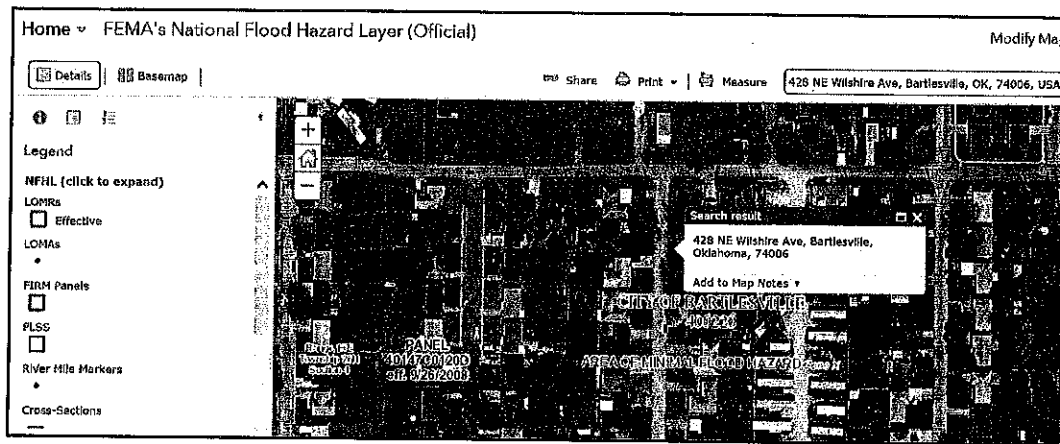 Home FEMA's National Flood Hazard Layer (Official)
Modify Ma
Details Basemap Share Print Measure 428 NE Wilshire Ave, Bartlesville, OK, 74006, USA
Legend
NFHL (click to expand)
LOMRs
Effective
LOMAs
FIRM Panels
PLSS
River Mile Markers
Cross-Sections
+
−
Search result
428 NE Wilshire Ave, Bartlesville,
Oklahoma, 74006
Add to Map Notes
CITY OF BARTLESVILLE
PANEL
40147C0120D
eff. 9/26/2008
AREA OF MINIMAL FLOOD HAZARD